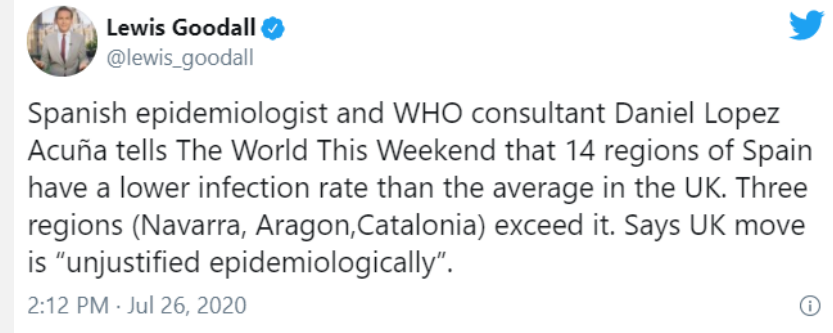 Lewis Goodall
@lewis_goodall
Spanish epidemiologist and WHO consultant Daniel Lopez
Acuña tells The World This Weekend that 14 regions of Spain
have a lower infection rate than the average in the UK. Three
regions (Navarra, Aragon,Catalonia) exceed it. Says UK move
is “unjustified epidemiologically”.
2:12 PM · Jul 26, 2020